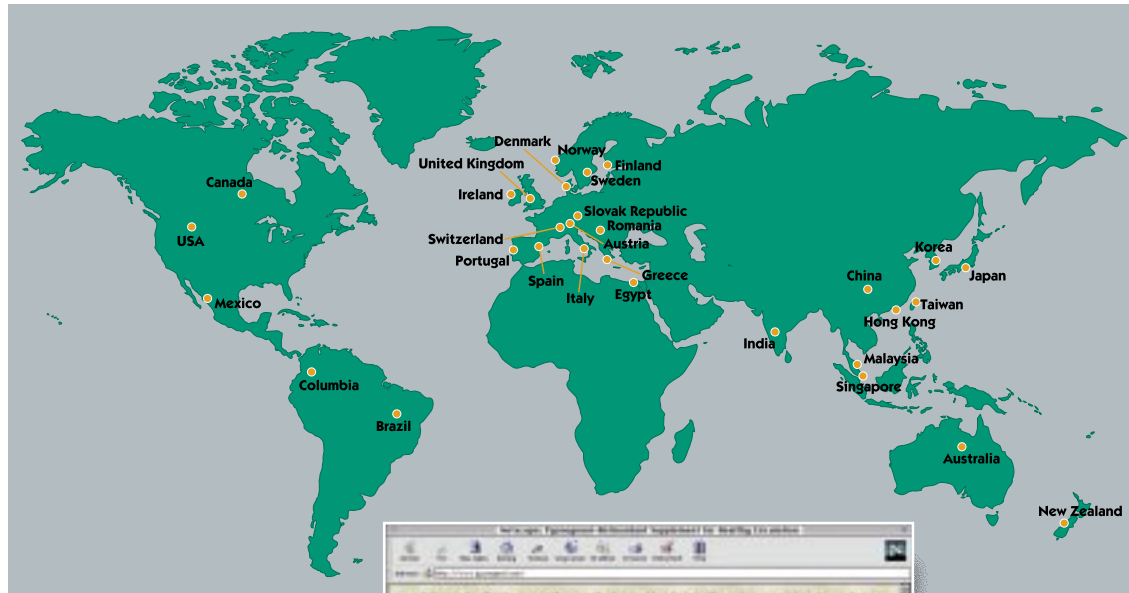 Denmark
Norway
United Kingdom
Finland
Canada
Sweden
Ireland
Slovak Republic
USA
Romania
Switzerland
Austria
Korea
Portugal
Greece
China
Japan
Spain
Egypt
Italy
Mexico
Taiwan
Hong Kong
India
Malaysia
Columbia
Singapore
Brazil
Australia
New Zealand